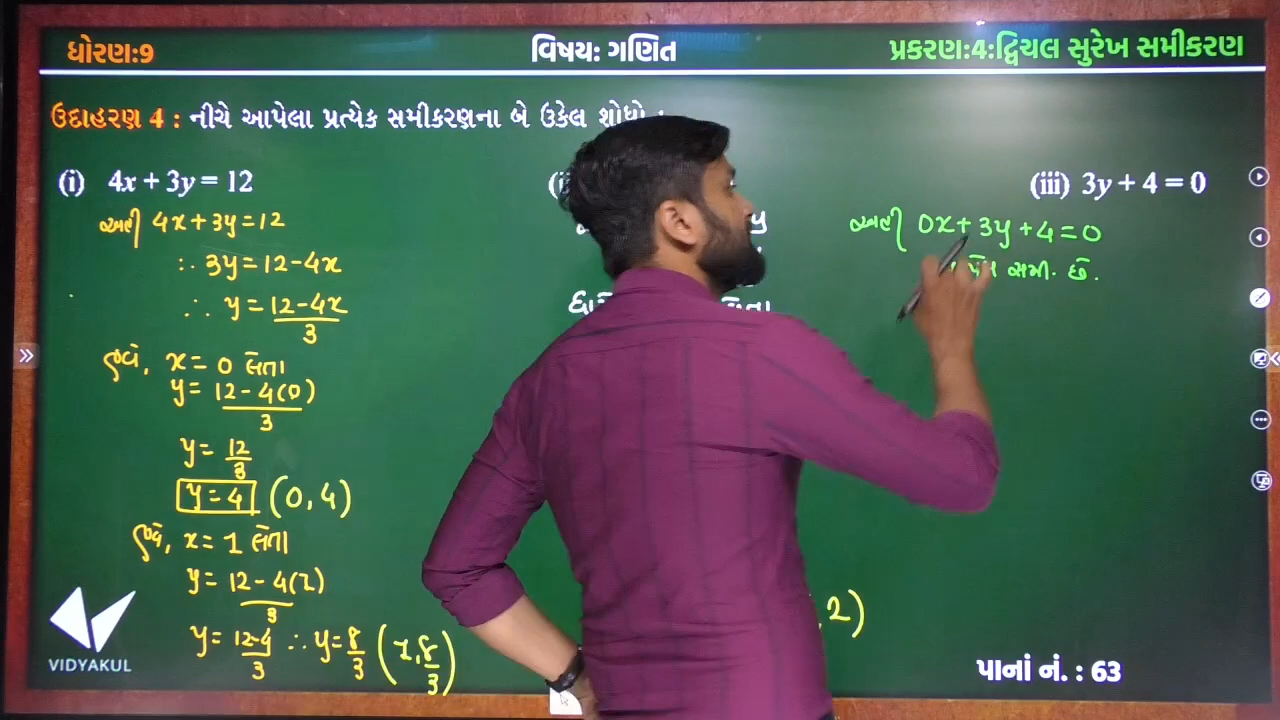 ધોરણ:9
વિષય: ગણિત
પ્રકરણ:4:દ્વિચલ સુરેખ સમીકરણ
ઉદાહરણ 4 : નીચે આપેલા પ્રત્યેક સમીકરણના બે ઉકેલ શોધો :
(i) 4x + 3y = 12
અહીં 4x+3y=12
∴ 3y=12-4x
∴ y=12-4x/3
હવે, x=0 લેતા
y=12-4(0)/3
y=12/3
y=4 (0,4)
હવે, x=1 લેતા
y=12-4(1)/3
y=12-4/3 ∴ y=8/3 (1,8/3)
,2)
(iii) 3y + 4 = 0
અહીં 0x+3y+4=0
સમી. છે.
VIDYAKUL
પાનાં નં. : 63